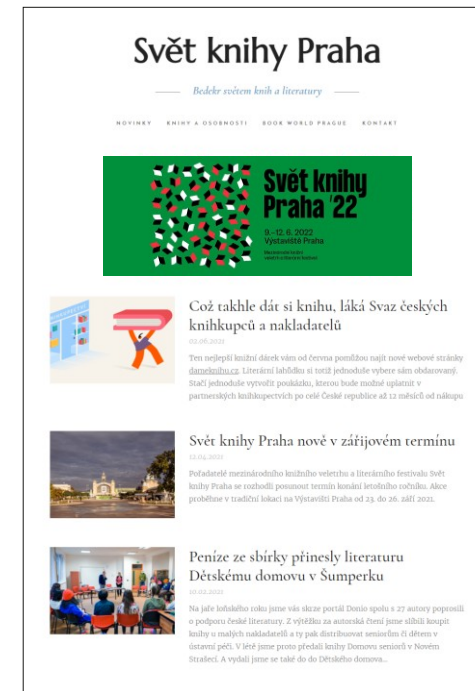 Svět knihy Praha
Bedekr světem knih a literatury
NOVINKY KNIHY A OSOBNOSTI BOOK WORLD PRAGUE KONTAKT
Svět knihy
Praha '22
9.–12. 6. 2022
Výstaviště Praha
Což takhle dát si knihu, láká Svaz českých
knihkupců a nakladatelů
02.06.2021
Ten nejlepší knižní dárek vám od června pomůžou najít nové webové stránky
dameknihu.cz. Literární lahůdku si totiž jednoduše vybere sám obdarovaný.
Stačí jednoduše vytvořit poukázku, kterou bude možné uplatnit v
partnerských knihkupectvích po celé České republice až 12 měsíců od nákupu
Svět knihy Praha nově v zářijovém termínu
12.04.2021
Pořadatelé mezinárodního knižního veletrhu a literárního festivalu Svět
knihy Praha se rozhodli posunout termín konání letošního ročníku. Akce
proběhne v tradiční lokaci na Výstavišti Praha od 23. do 26. září 2021.
Peníze ze sbírky přinesly literaturu
Dětskému domovu v Šumperku
10.02.2021
Na jaře loňského roku jsme vás skrze portál Donio spolu s 27 autory poprosili
o podporu české literatury. Z výtěžku za autorská čtení jsme slíbili koupit
knihy u malých nakladatelů a ty pak distribuovat seniorům či dětem v
ústavní péči. V létě jsme proto předali knihy Domovu seniorů v Novém
Strašecí. A vydali jsme se také do do Dětského domova...